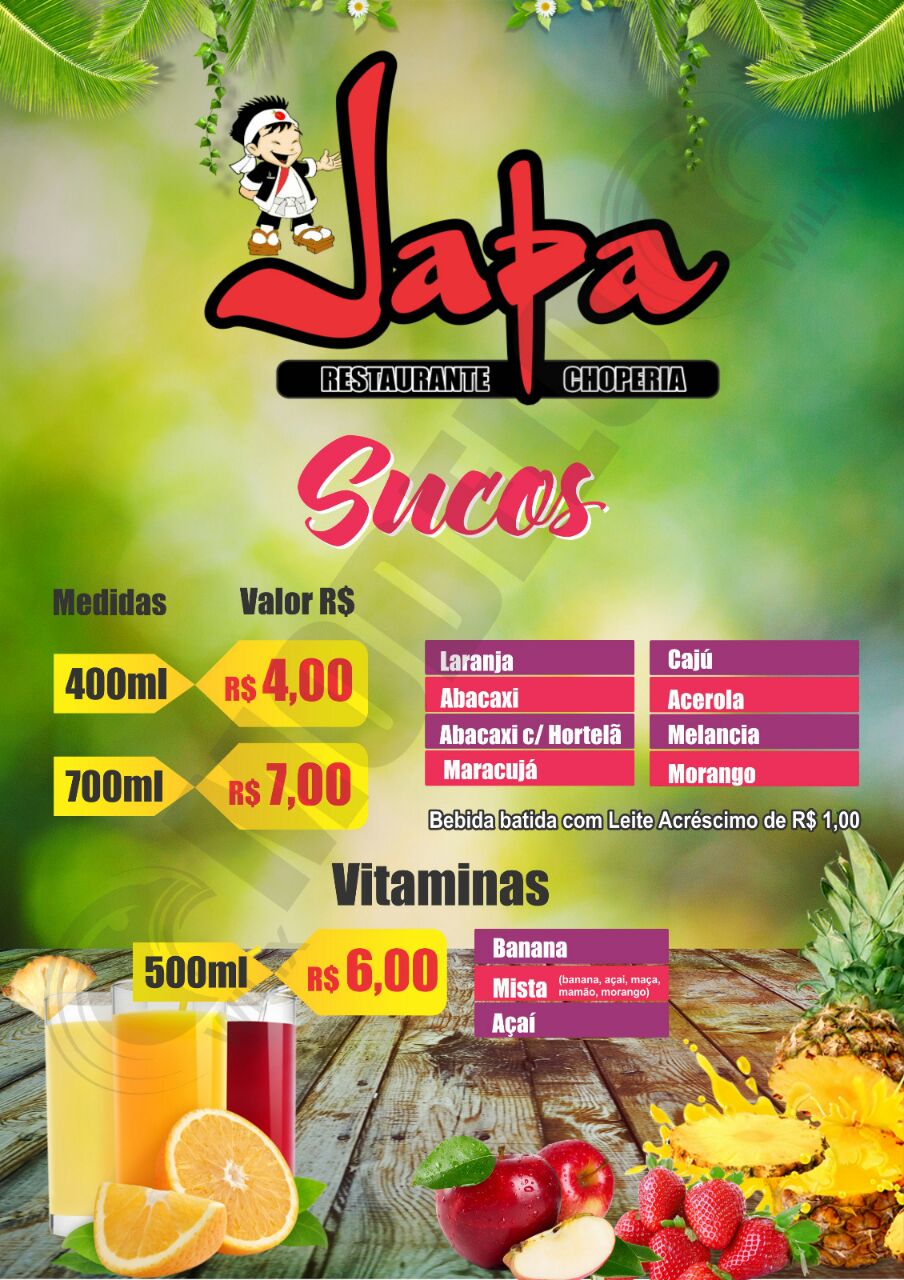 Japa
RESTAURANTE CHOPERIA
Sucos
Medidas Valor R$
400ml R$ 4,00
700ml R$ 7,00
Laranja
Abacaxi
Abacaxi c/ Hortelã
Maracujá
Cajú
Acerola
Melancia
Morango
Bebida batida com Leite Acréscimo de R$ 1,00
Vitaminas
500ml R$ 6,00
Banana
Mista (banana, açai, maça,
mamão, morango)
Açaí
MODELO